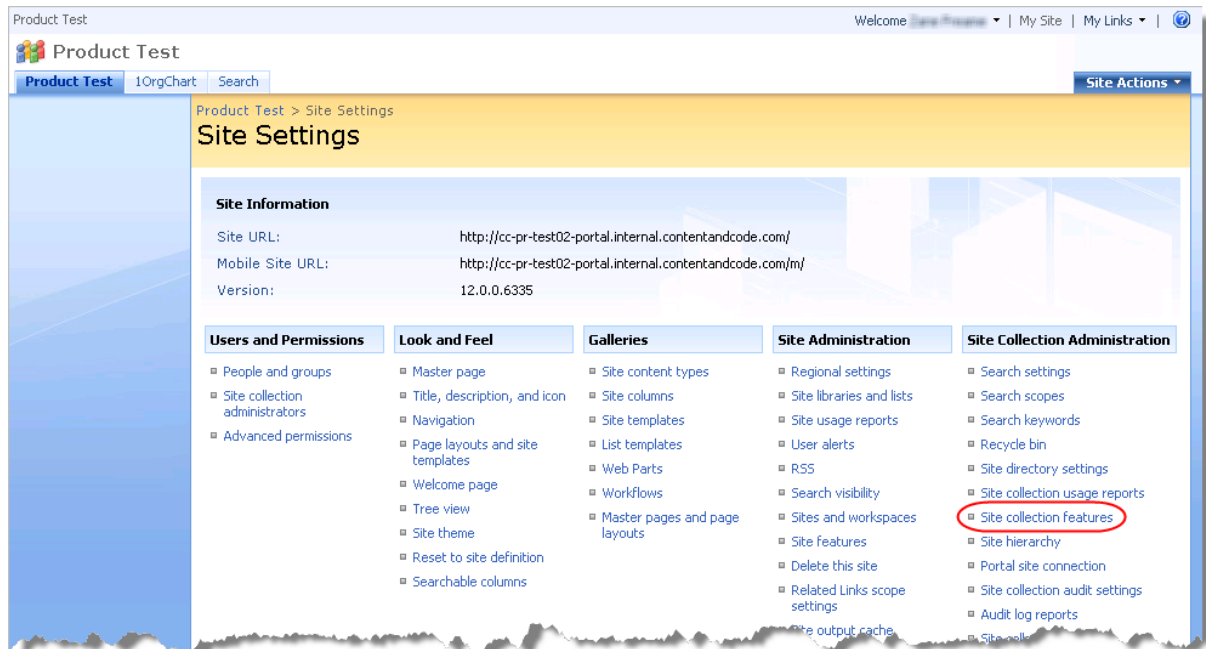 Product Test
Welcome | My Site | My Links |
Product Test
Product Test 1OrgChart Search Site Actions
Product Test > Site Settings
Site Settings
Site Information
Site URL: http://cc-pr-test02-portal.internal.contentandcode.com/
Mobile Site URL: http://cc-pr-test02-portal.internal.contentandcode.com/m/
Version: 12.0.0.6335
Users and Permissions
People and groups
Site collection
administrators
Advanced permissions
Look and Feel
Master page
Title, description, and icon
Navigation
Page layouts and site
templates
Welcome page
Tree view
Site theme
Reset to site definition
Searchable columns
Galleries
Site content types
Site columns
Site templates
List templates
Web Parts
Workflows
Master pages and page
layouts
Site Administration
Regional settings
Site libraries and lists
Site usage reports
User alerts
RSS
Search visibility
Sites and workspaces
Site features
Delete this site
Related Links scope
settings
output cache
Site Collection Administration
Search settings
Search scopes
Search keywords
Recycle bin
Site directory settings
Site collection usage reports
Site collection features
Site hierarchy
Portal site connection
Site collection audit settings
Audit log reports
Site